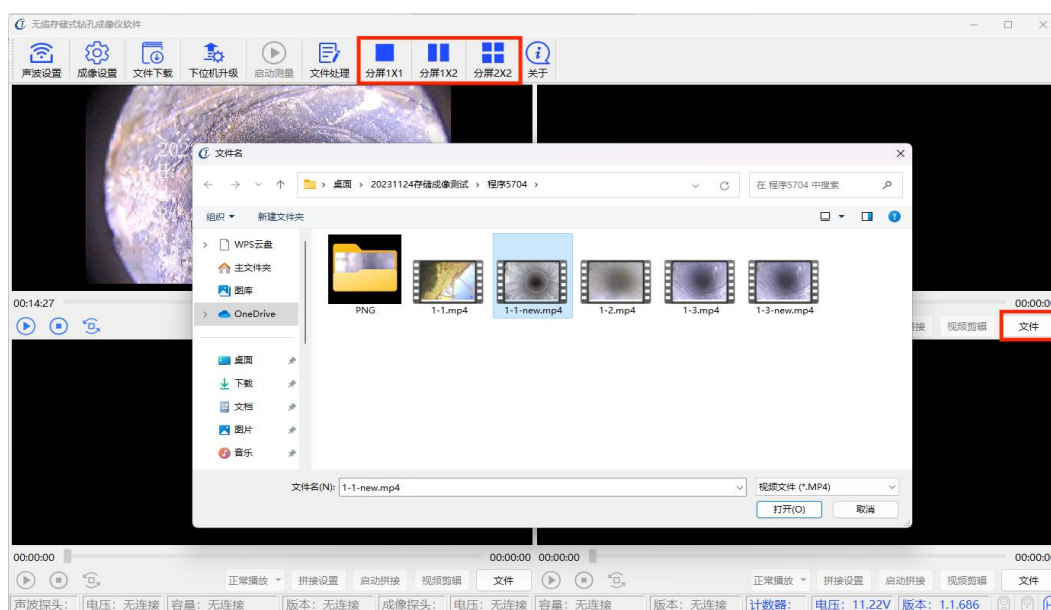 无缆存储式钻孔成像仪软件
声波设置 成像设置 文件下载 下位机升级 启动测量 文件处理 分屏1X1 分屏1X2 分屏2X2 关于
202
文件名
桌面 › 20231124存储成像测试 › 程序5704 ›
在 程序5704 中搜索
组织 新建文件夹
WPS云盘
主文件夹
图库
OneDrive
桌面
下载
文档
图片
音乐
PNG 1-1.mp4 1-1-new.mp4 1-2.mp4 1-3.mp4 1-3-new.mp4
文件名(N): 1-1-new.mp4 视频文件 (*.MP4)
打开(O) 取消
00:14:27 00:00:0
视频剪辑 文件
00:00:00 00:00:00 00:00:00 00:00:0
正常播放 拼接设置 启动拼接 视频剪辑 文件 正常播放 拼接设置 启动拼接 视频剪辑 文件
声波探头: 电压: 无连接 容量: 无连接 版本: 无连接 成像探头: 电压: 无连接 容量: 无连接 版本: 无连接 计数器: 电压: 11.22V 版本: 1.1.686